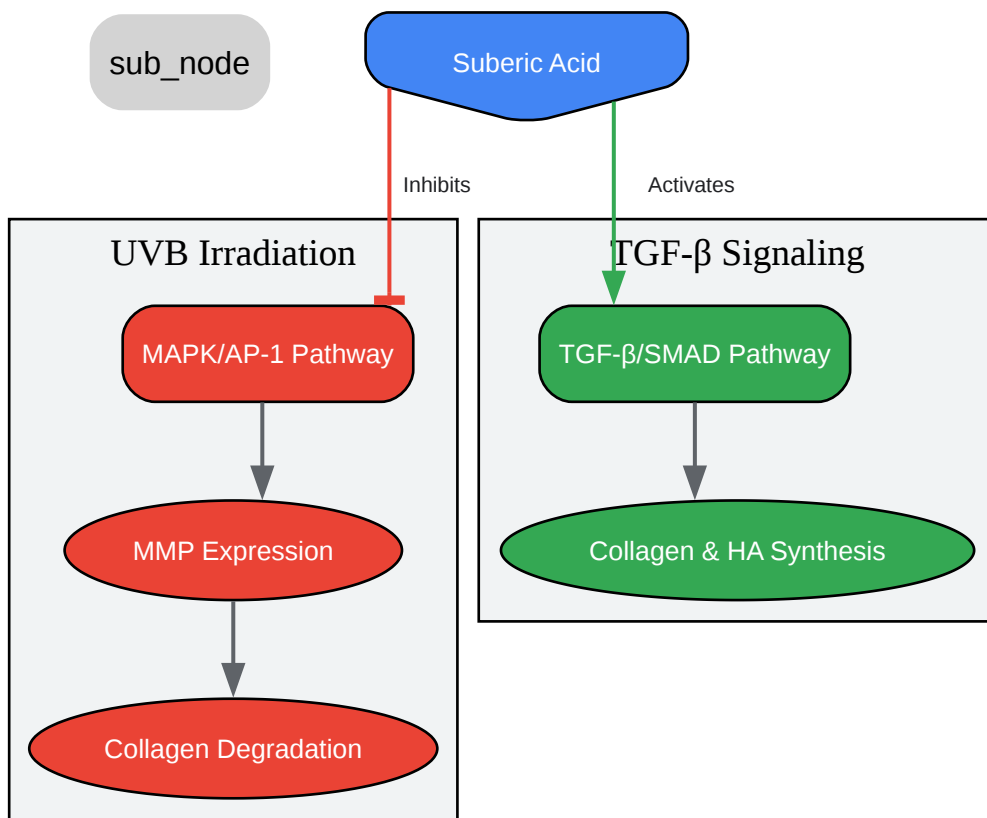 sub_node
Suberic Acid
Inhibits
Activates
UVB Irradiation
TGF-β Signaling
MAPK/AP-1 Pathway
TGF-β/SMAD Pathway
MMP Expression
Collagen & HA Synthesis
Collagen Degradation